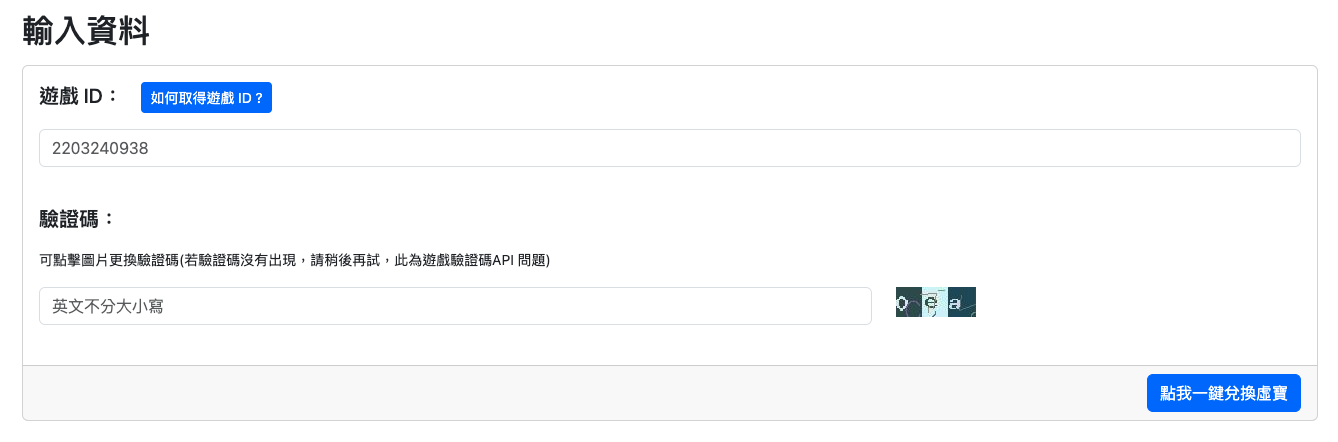 輸入資料
遊戲 ID： 如何取得遊戲 ID？
2203240938
驗證碼：
可點擊圖片更換驗證碼(若驗證碼沒有出現，請稍後再試，此為遊戲驗證碼API 問題)
英文不分大小寫 o e a
點我一鍵兌換虛寶